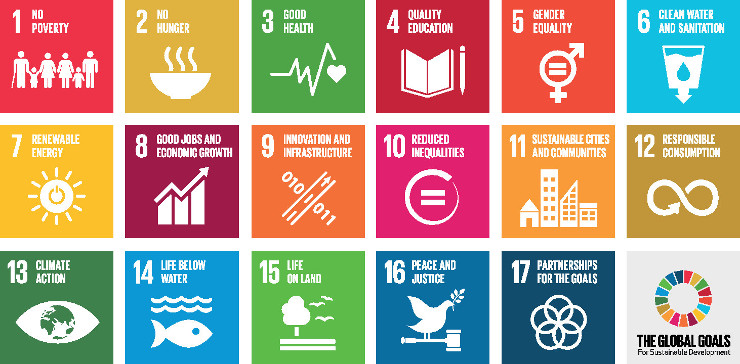 1 NO
POVERTY
2 NO
HUNGER
3 GOOD
HEALTH
4 QUALITY
EDUCATION
5 GENDER
EQUALITY
6 CLEAN WATER
AND SANITATION
7 RENEWABLE
ENERGY
8 GOOD JOBS AND
ECONOMIC GROWTH
9 INNOVATION AND
INFRASTRUCTURE
010
011
10 REDUCED
INEQUALITIES
11 SUSTAINABLE CITIES
AND COMMUNITIES
12 RESPONSIBLE
CONSUMPTION
13 CLIMATE
ACTION
14 LIFE BELOW
WATER
15 LIFE
ON LAND
16 PEACE AND
JUSTICE
17 PARTNERSHIPS
FOR THE GOALS
THE GLOBAL GOALS
For Sustainable Development